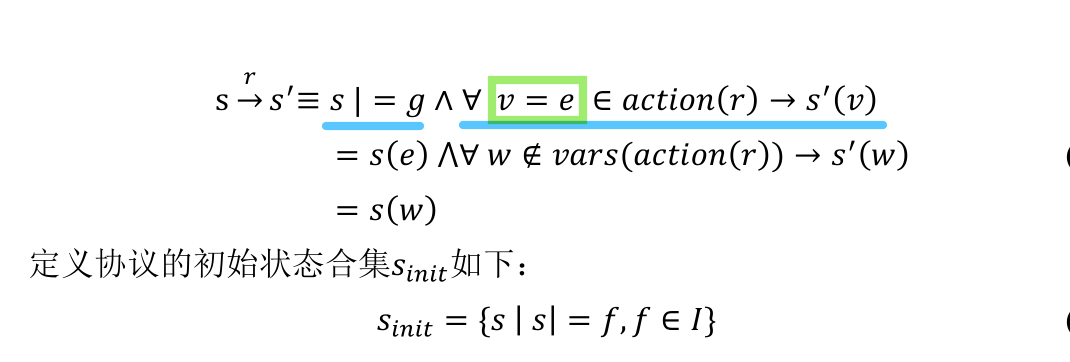 s →^r s′≡ s | = g ∧ ∀ v = e ∈ action(r) → s′(v)
= s(e) ⋀∀ w ∉ vars(action(r)) → s′(w)
= s(w)
定义协议的初始状态合集s_init如下：
s_init = {s | s| = f, f ∈ I}